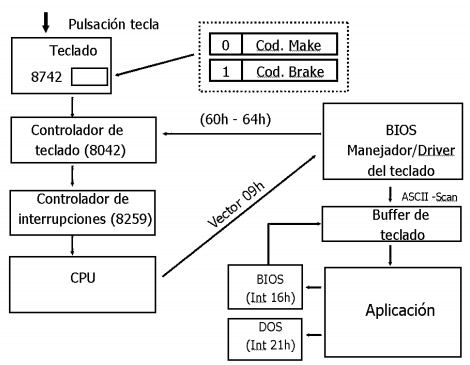 Pulsación tecla
Teclado
8742
0 Cod. Make
1 Cod. Brake
Controlador de
teclado (8042)
(60h - 64h)
BIOS
Manejador/Driver
del teclado
Controlador de
interrupciones (8259)
Vector 09h
ASCII -Scan
Buffer de
teclado
CPU
BIOS
(Int 16h)
Aplicación
DOS
(Int 21h)